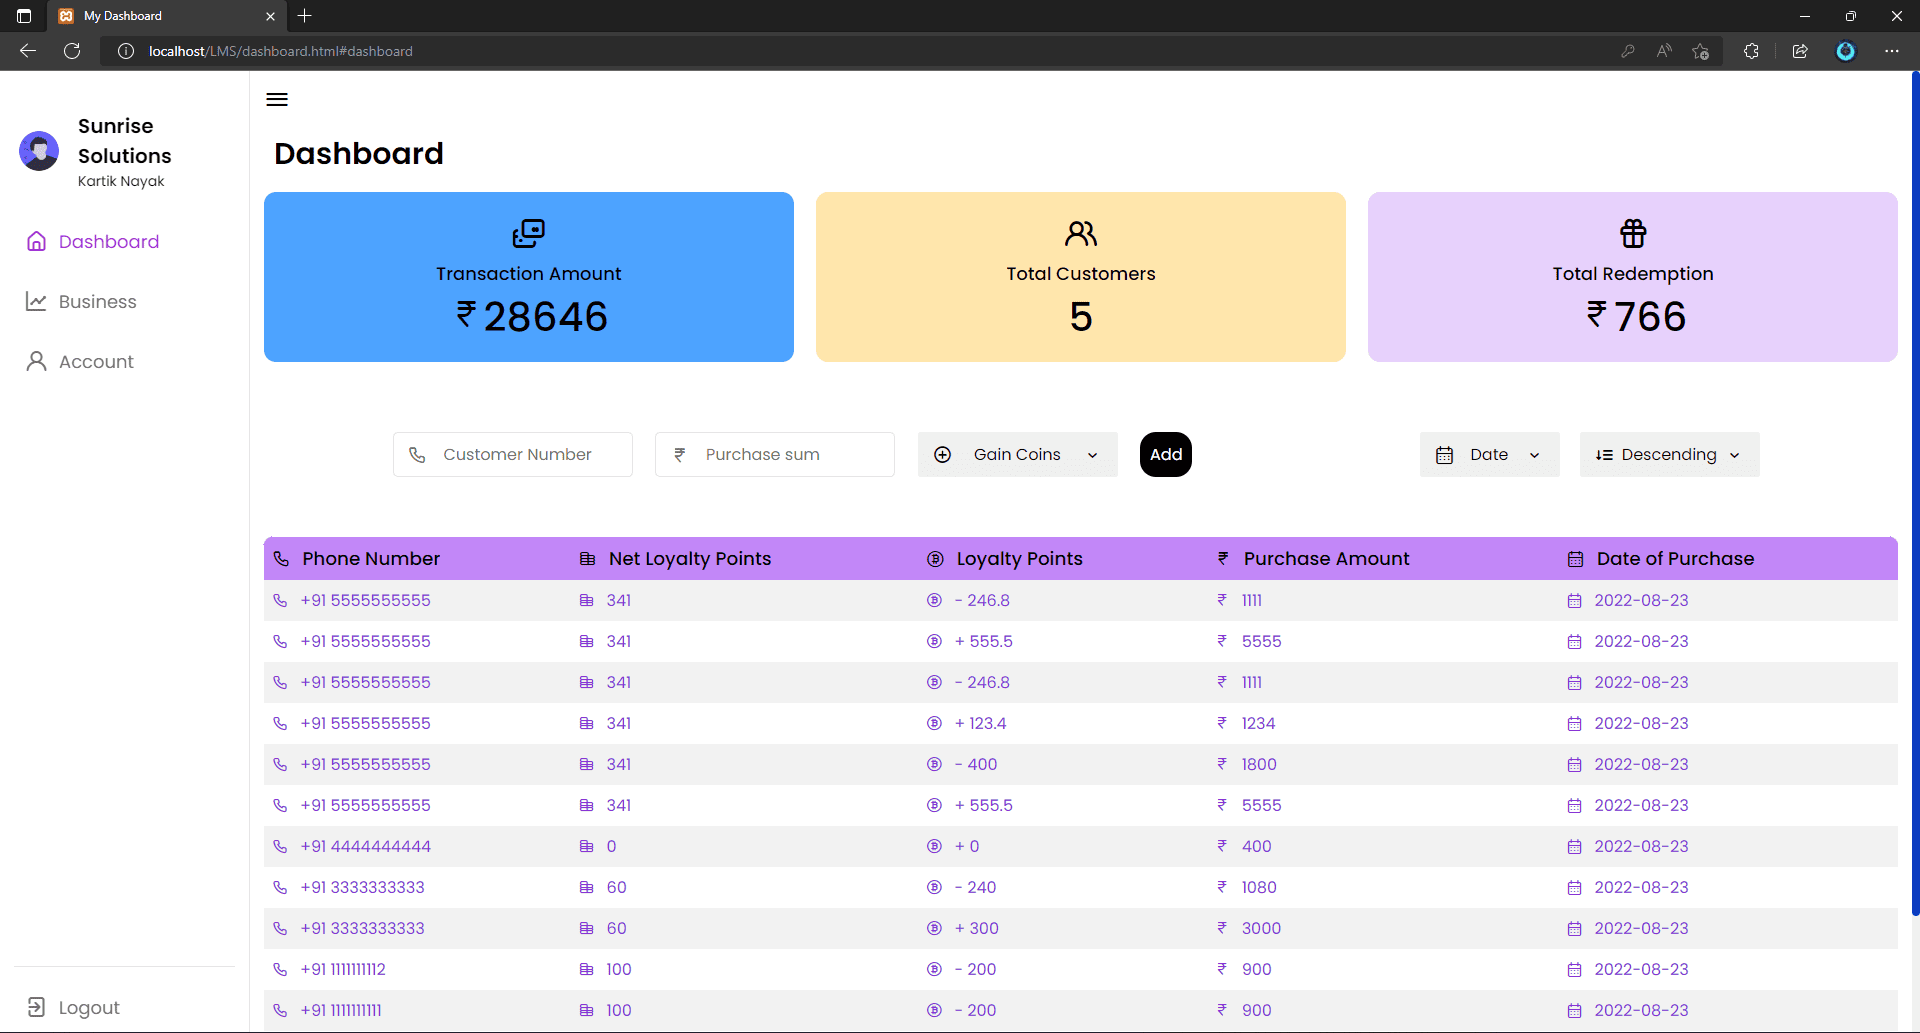 My Dashboard
localhost/LMS/dashboard.html#dashboard
Sunrise
Solutions
Kartik Nayak
Dashboard
Business
Account
Logout
Dashboard
Transaction Amount
₹ 28646
Total Customers
5
Total Redemption
₹ 766
Customer Number
₹ Purchase sum
Gain Coins
Add
Date
Descending
Phone Number Net Loyalty Points Loyalty Points ₹ Purchase Amount Date of Purchase
+91 5555555555 341 - 246.8 ₹ 1111 2022-08-23
+91 5555555555 341 + 555.5 ₹ 5555 2022-08-23
+91 5555555555 341 - 246.8 ₹ 1111 2022-08-23
+91 5555555555 341 + 123.4 ₹ 1234 2022-08-23
+91 5555555555 341 - 400 ₹ 1800 2022-08-23
+91 5555555555 341 + 555.5 ₹ 5555 2022-08-23
+91 4444444444 0 + 0 ₹ 400 2022-08-23
+91 3333333333 60 - 240 ₹ 1080 2022-08-23
+91 3333333333 60 + 300 ₹ 3000 2022-08-23
+91 1111111112 100 - 200 ₹ 900 2022-08-23
+91 1111111111 100 - 200 ₹ 900 2022-08-23